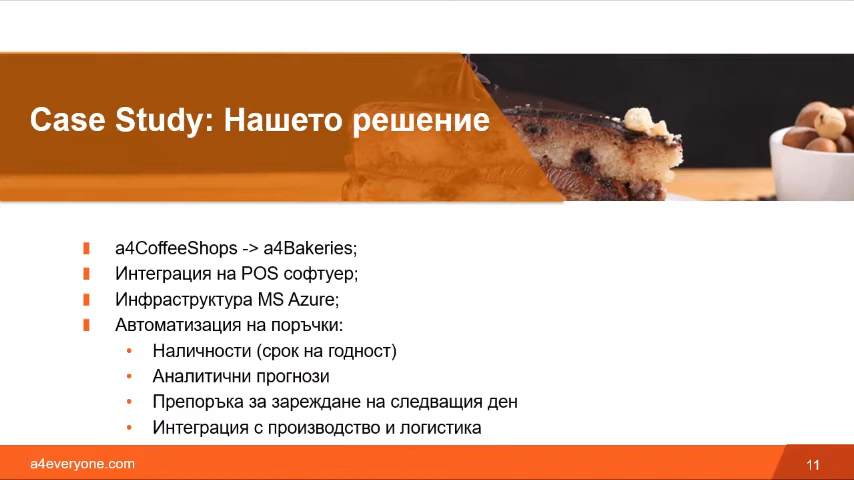 Case Study: Нашето решение
a4CoffeeShops -> a4Bakeries;
Интеграция на POS софтуер;
Инфраструктура MS Azure;
Автоматизация на поръчки:
Наличности (срок на годност)
Аналитични прогнози
Препоръка за зареждане на следващия ден
Интеграция с производство и логистика
a4everyone.com
11